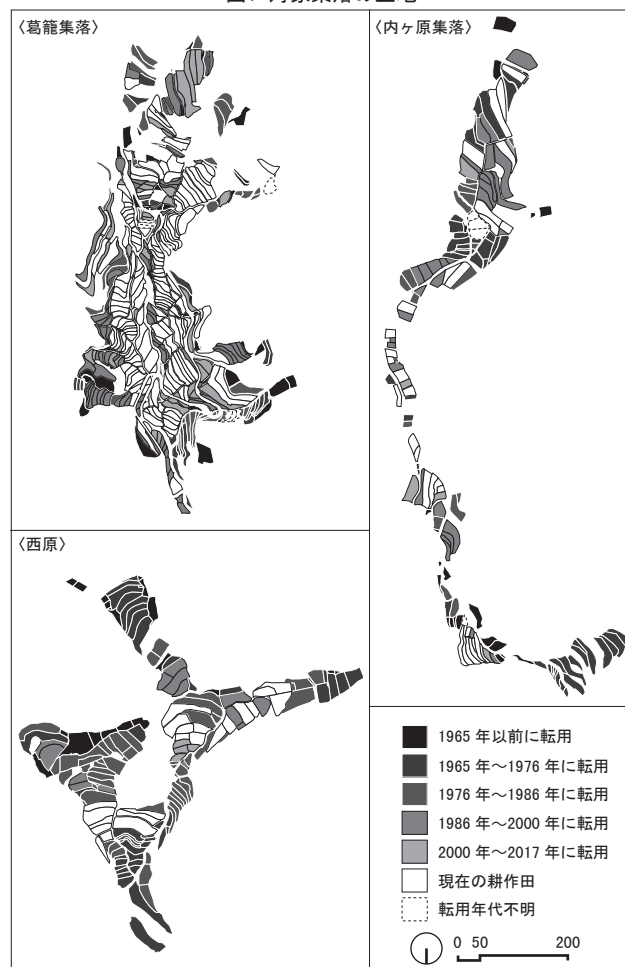 〈葛籠集落〉
〈内ヶ原集落〉
〈西原〉
1965 年以前に転用
1965 年～1976 年に転用
1976 年～1986 年に転用
1986 年～2000 年に転用
2000 年～2017 年に転用
現在の耕作田
転用年代不明
0 50 200